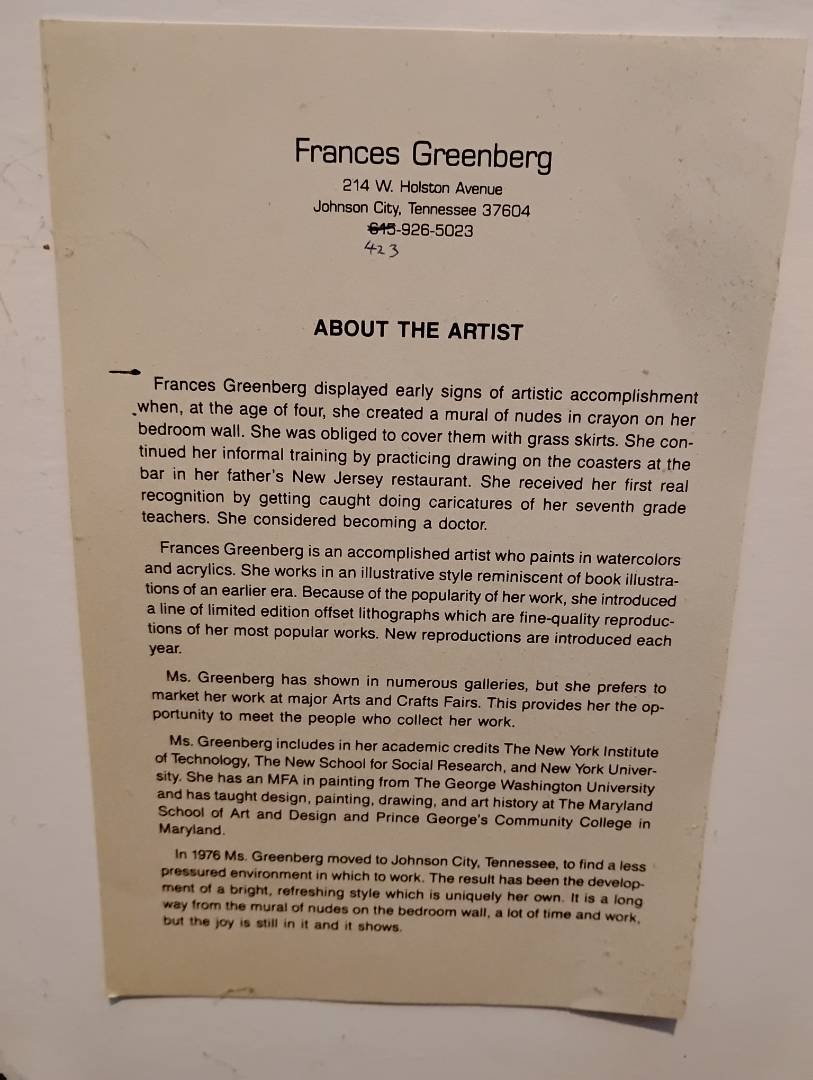 Frances Greenberg
214 W. Holston Avenue
Johnson City, Tennessee 37604
615-926-5023
423
ABOUT THE ARTIST
Frances Greenberg displayed early signs of artistic accomplishment
when, at the age of four, she created a mural of nudes in crayon on her
bedroom wall. She was obliged to cover them with grass skirts. She con-
tinued her informal training by practicing drawing on the coasters at the
bar in her father's New Jersey restaurant. She received her first real
recognition by getting caught doing caricatures of her seventh grade
teachers. She considered becoming a doctor.
Frances Greenberg is an accomplished artist who paints in watercolors
and acrylics. She works in an illustrative style reminiscent of book illustra-
tions of an earlier era. Because of the popularity of her work, she introduced
a line of limited edition offset lithographs which are fine-quality reproduc-
tions of her most popular works. New reproductions are introduced each
year.
Ms. Greenberg has shown in numerous galleries, but she prefers to
market her work at major Arts and Crafts Fairs. This provides her the op-
portunity to meet the people who collect her work.
Ms. Greenberg includes in her academic credits The New York Institute
of Technology, The New School for Social Research, and New York Univer-
sity. She has an MFA in painting from The George Washington University
and has taught design, painting, drawing, and art history at The Maryland
School of Art and Design and Prince George's Community College in
Maryland.
In 1976 Ms. Greenberg moved to Johnson City, Tennessee, to find a less
pressured environment in which to work. The result has been the develop-
ment of a bright, refreshing style which is uniquely her own. It is a long
way from the mural of nudes on the bedroom wall, a lot of time and work,
but the joy is still in it and it shows.